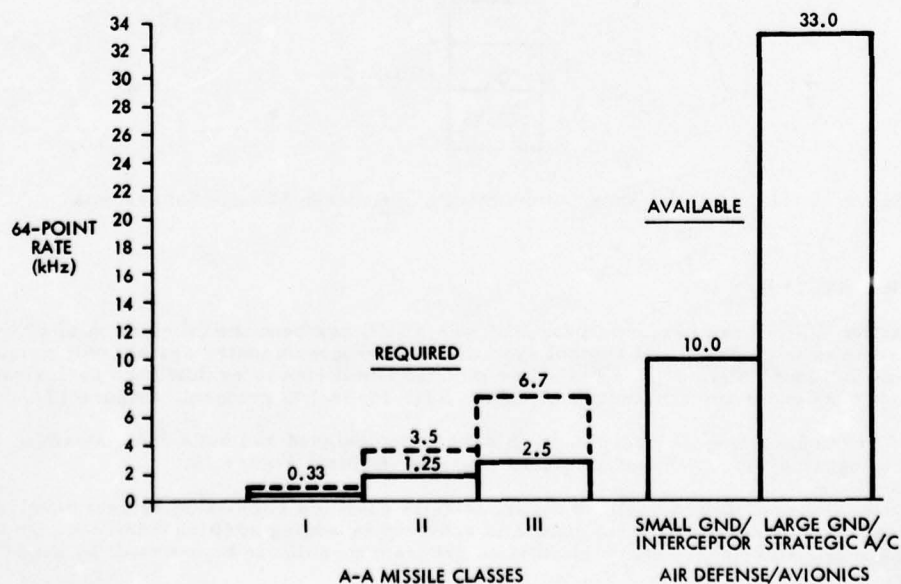 34
32
30
28
26
24
22
20
18
16
14
12
10
8
6
4
2
0
64-POINT
RATE
(kHz)
REQUIRED
0.33
3.5
1.25
6.7
2.5
AVAILABLE
10.0
33.0
I
II
III
A-A MISSILE CLASSES
SMALL GND/
INTERCEPTOR
LARGE GND/
STRATEGIC A/C
AIR DEFENSE/AVIONICS